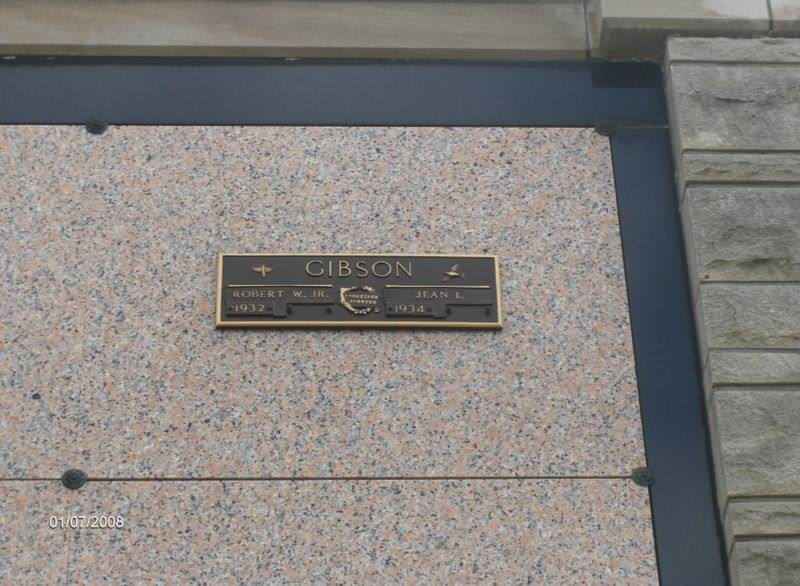 GIBSON
ROBERT W. JR.
JEAN L.
1932
1934
01/07/2008